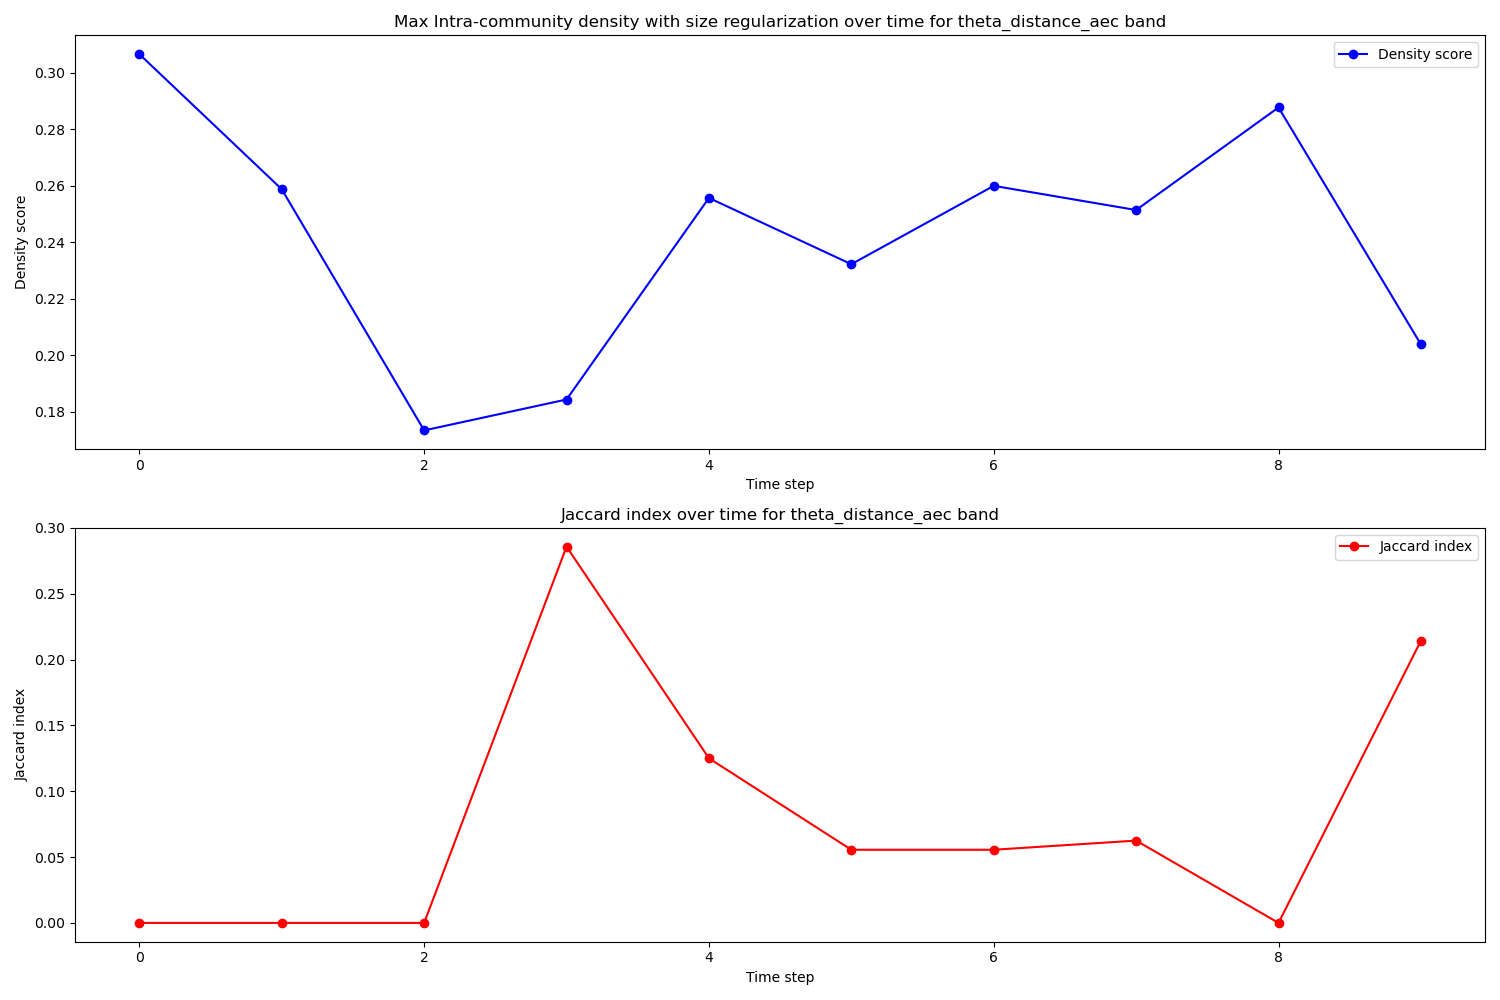 Max Intra-community density with size regularization over time for theta_distance_aec band
Density score
0.30
0.28
0.26
0.24
0.22
0.20
0.18
Density score
0 2 4 6 8
Time step
Jaccard index over time for theta_distance_aec band
Jaccard index
0.30
0.25
0.20
0.15
0.10
0.05
0.00
Jaccard index
0 2 4 6 8
Time step